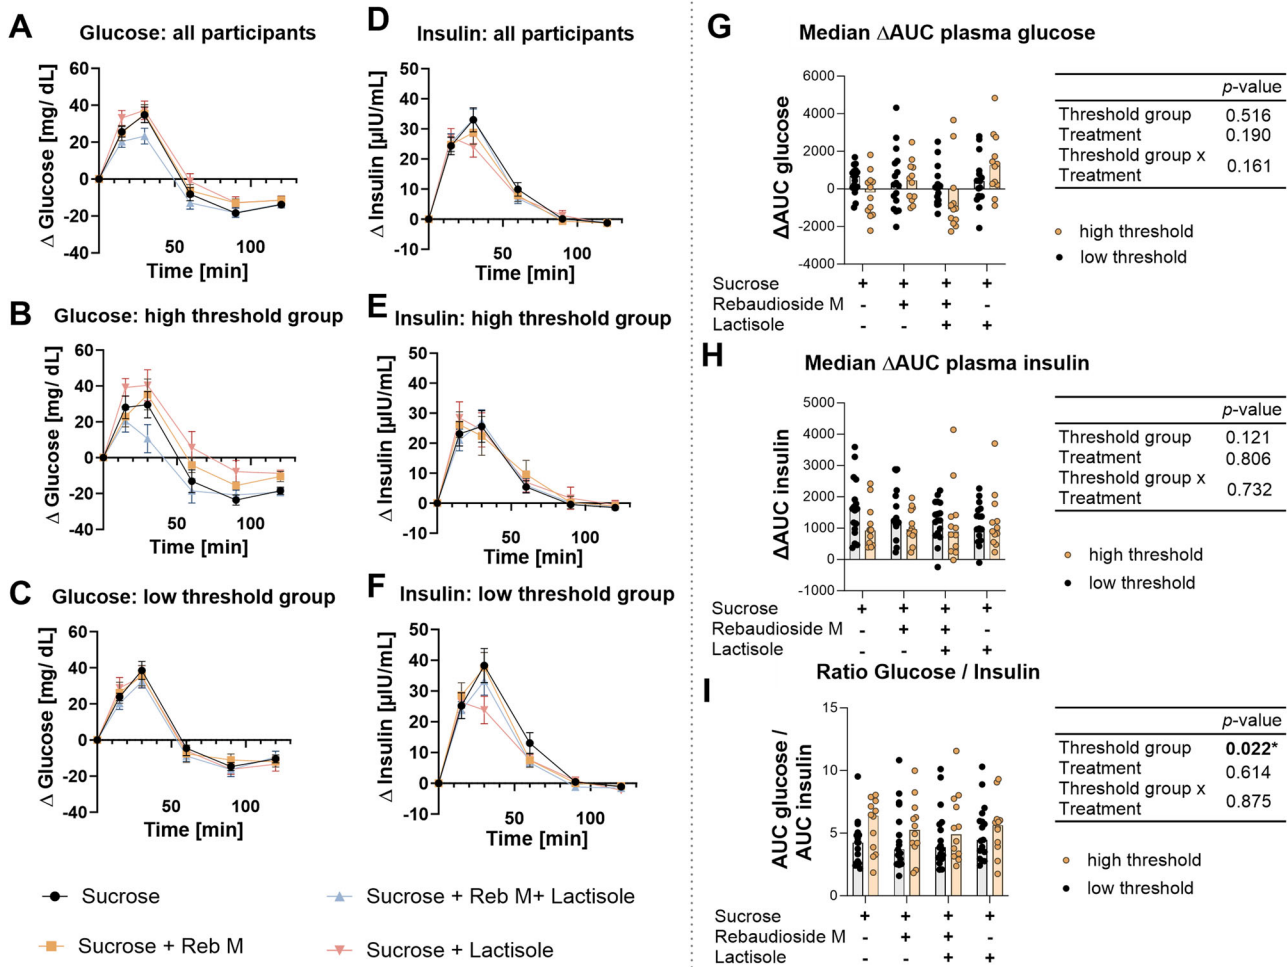 A
Glucose: all participants
Δ Glucose [mg/ dL]
60
40
20
0
-20
-40
50
100
Time [min]
B
Glucose: high threshold group
Δ Glucose [mg/ dL]
60
40
20
0
-20
-40
50
100
Time [min]
C
Glucose: low threshold group
Δ Glucose [mg/ dL]
60
40
20
0
-20
-40
50
100
Time [min]
D
Insulin: all participants
Δ Insulin [µIU/mL]
50
40
30
20
10
0
-10
50
100
Time [min]
E
Insulin: high threshold group
Δ Insulin [µIU/mL]
50
40
30
20
10
0
-10
50
100
Time [min]
F
Insulin: low threshold group
Δ Insulin [µIU/mL]
50
40
30
20
10
0
-10
50
100
Time [min]
Sucrose
Sucrose + Reb M+ Lactisole
Sucrose + Reb M
Sucrose + Lactisole
G
Median ΔAUC plasma glucose
ΔAUC glucose
6000
4000
2000
0
-2000
-4000
Sucrose + + + +
Rebaudioside M - + + -
Lactisole - - + +
p-value
Threshold group 0.516
Treatment 0.190
Threshold group x
Treatment 0.161
high threshold
low threshold
H
Median ΔAUC plasma insulin
ΔAUC insulin
5000
4000
3000
2000
1000
0
-1000
Sucrose + + + +
Rebaudioside M - + + -
Lactisole - - + +
p-value
Threshold group 0.121
Treatment 0.806
Threshold group x
Treatment 0.732
high threshold
low threshold
I
Ratio Glucose / Insulin
AUC glucose /
AUC insulin
15
10
5
0
Sucrose + + + +
Rebaudioside M - + + -
Lactisole - - + +
p-value
Threshold group 0.022*
Treatment 0.614
Threshold group x
Treatment 0.875
high threshold
low threshold